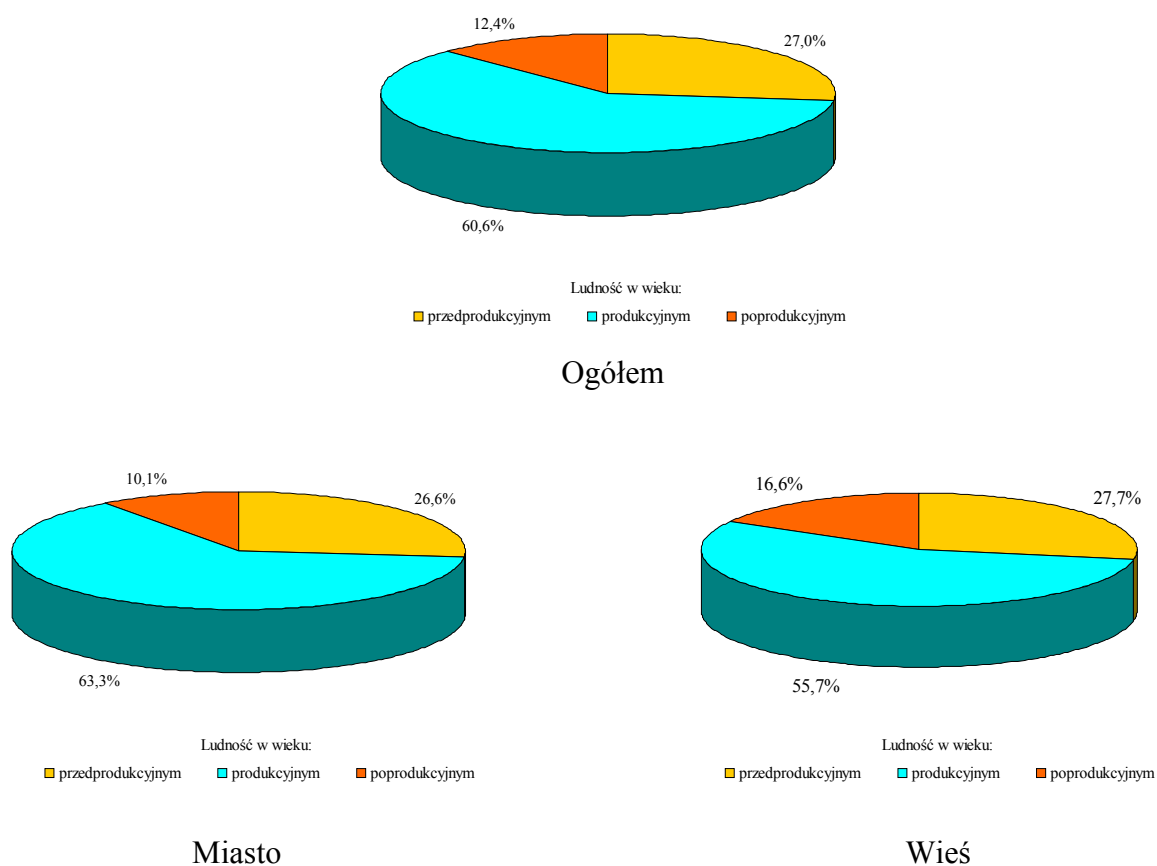 12,4%
27,0%
60,6%
Ludność w wieku:
przedprodukcyjnym produkcyjnym poprodukcyjnym
Ogółem
10,1%
26,6%
63,3%
Ludność w wieku:
przedprodukcyjnym produkcyjnym poprodukcyjnym
Miasto
16,6%
27,7%
55,7%
Ludność w wieku:
przedprodukcyjnym produkcyjnym poprodukcyjnym
Wieś